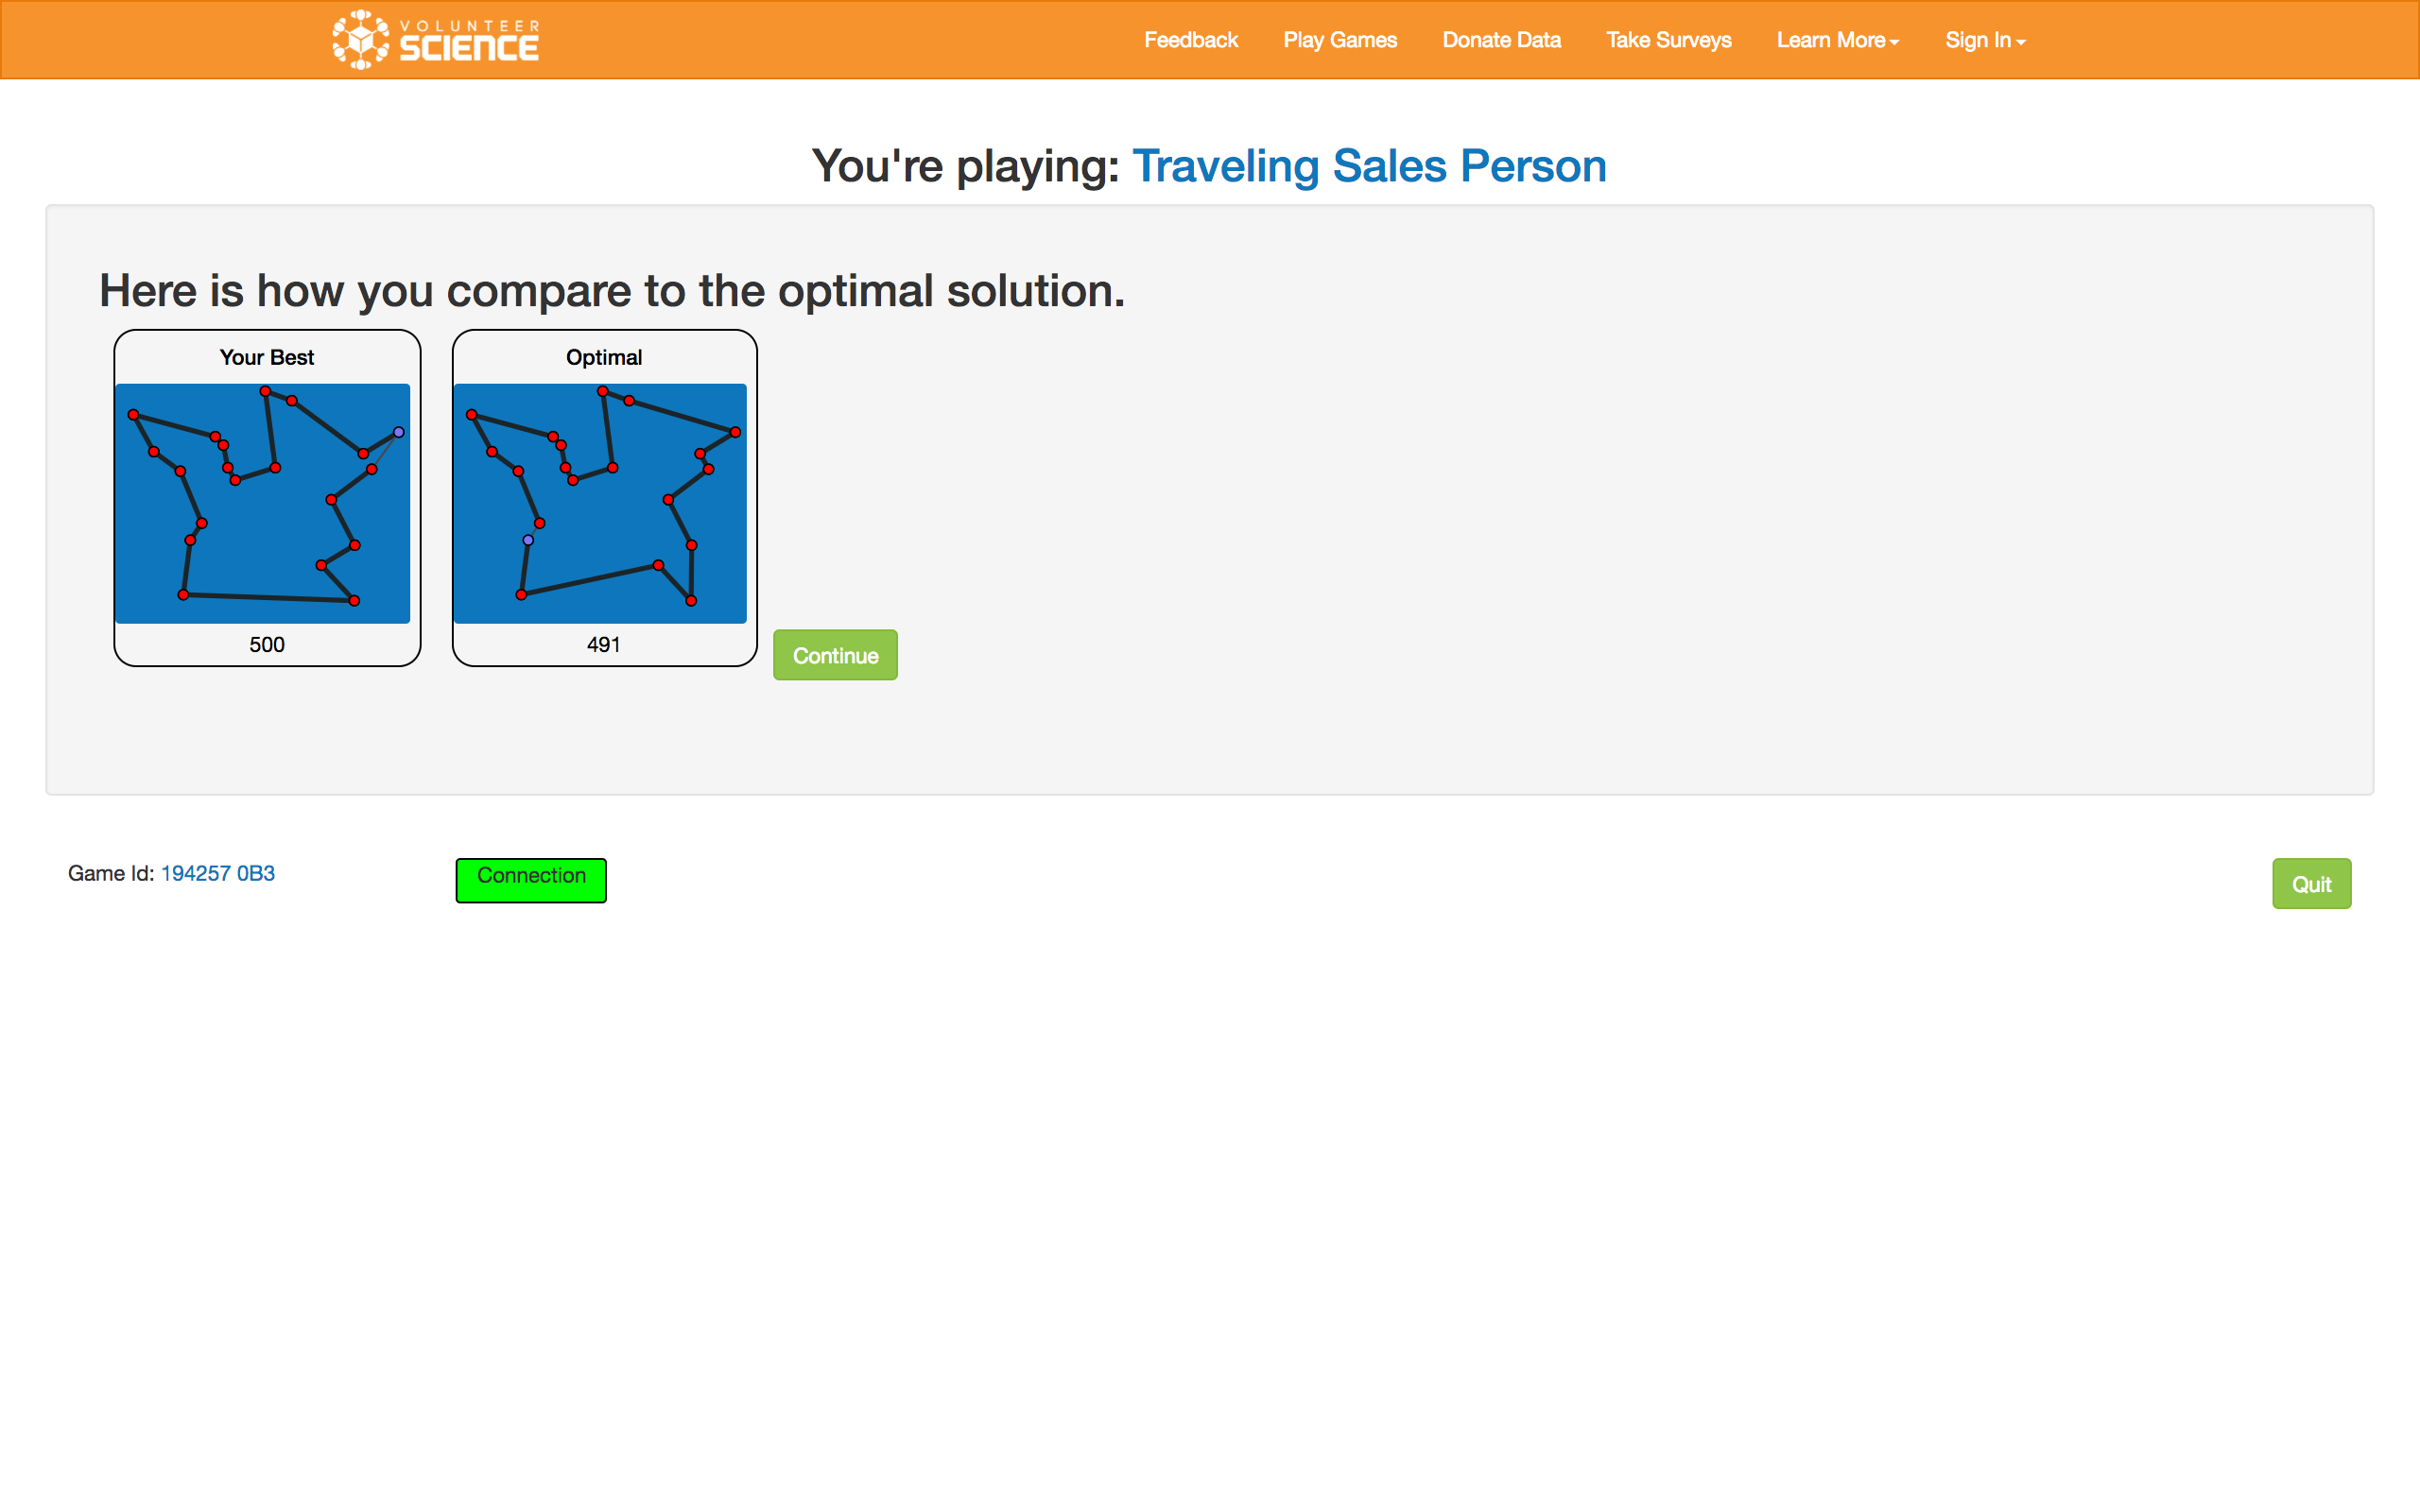 VOLUNTEER
SCIENCE
Feedback Play Games Donate Data Take Surveys Learn More Sign In
You're playing: Traveling Sales Person
Here is how you compare to the optimal solution.
Your Best Optimal
500 491
Continue
Game Id: 194257 0B3 Connection Quit